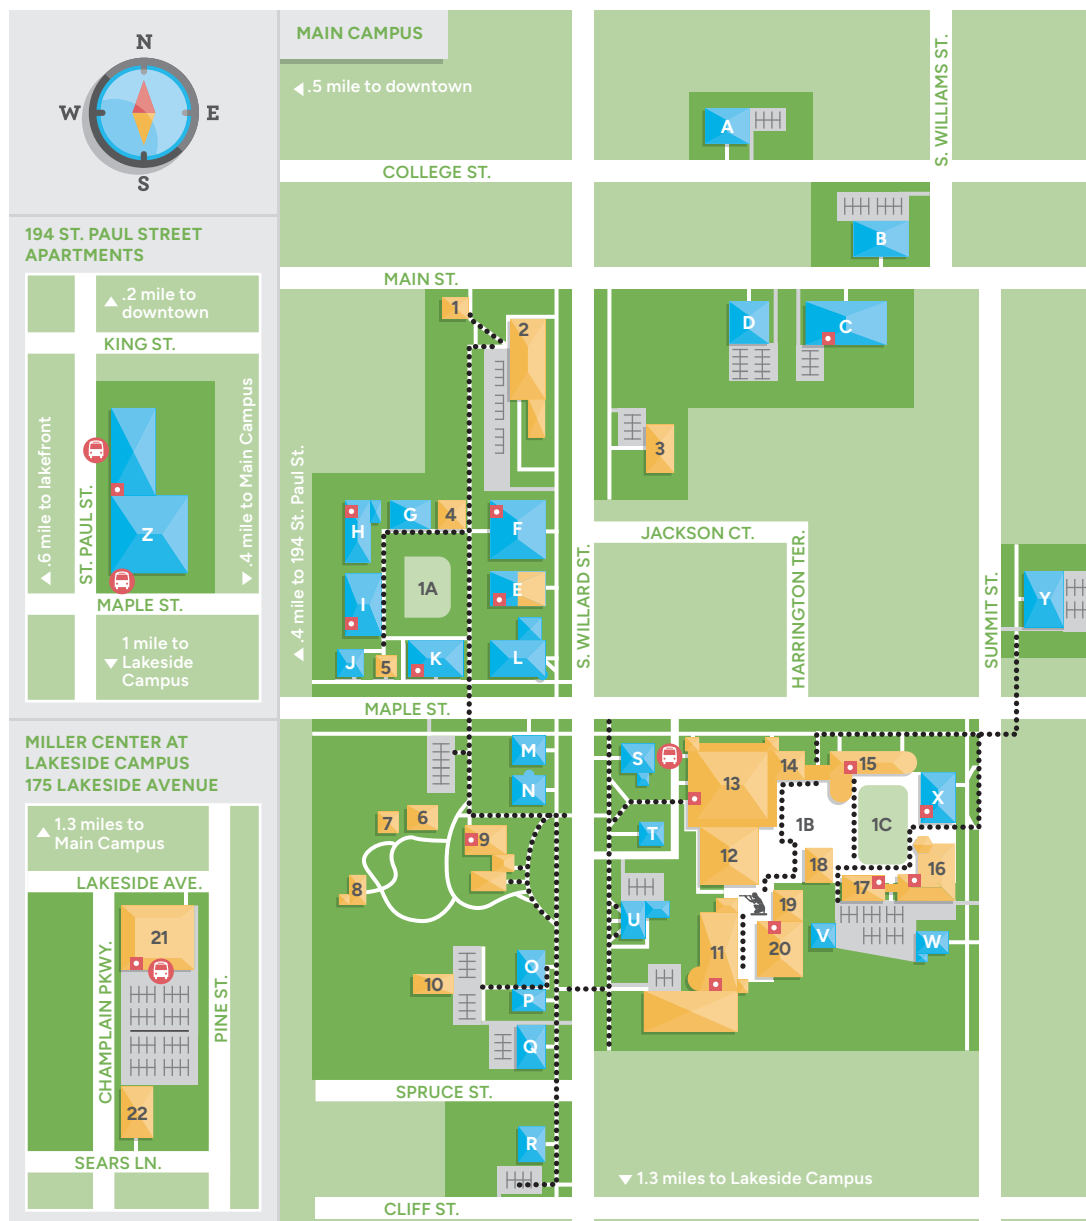 N
W
E
S
194 ST. PAUL STREET
APARTMENTS
.2 mile to
downtown
KING ST.
.6 mile to lakefront
ST. PAUL ST.
Z
.4 mile to Main Campus
MAPLE ST.
1 mile to
Lakeside
Campus
MILLER CENTER AT
LAKESIDE CAMPUS
175 LAKESIDE AVENUE
1.3 miles to
Main Campus
LAKESIDE AVE.
21
CHAMPLAIN PKWY.
PINE ST.
22
SEARS LN.
MAIN CAMPUS
.5 mile to downtown
S. WILLIAMS ST.
A
COLLEGE ST.
B
MAIN ST.
1
2
D
C
3
.4 mile to 194 St. Paul St.
H
G
4
F
JACKSON CT.
S. WILLARD ST.
HARRINGTON TER.
SUMMIT ST.
1A
I
E
Y
J
5
K
L
MAPLE ST.
M
N
S
13
14
15
X
7
6
9
T
1B
1C
12
18
16
8
17
19
U
V
W
11
20
O
10
P
Q
SPRUCE ST.
R
1.3 miles to Lakeside Campus
CLIFF ST.